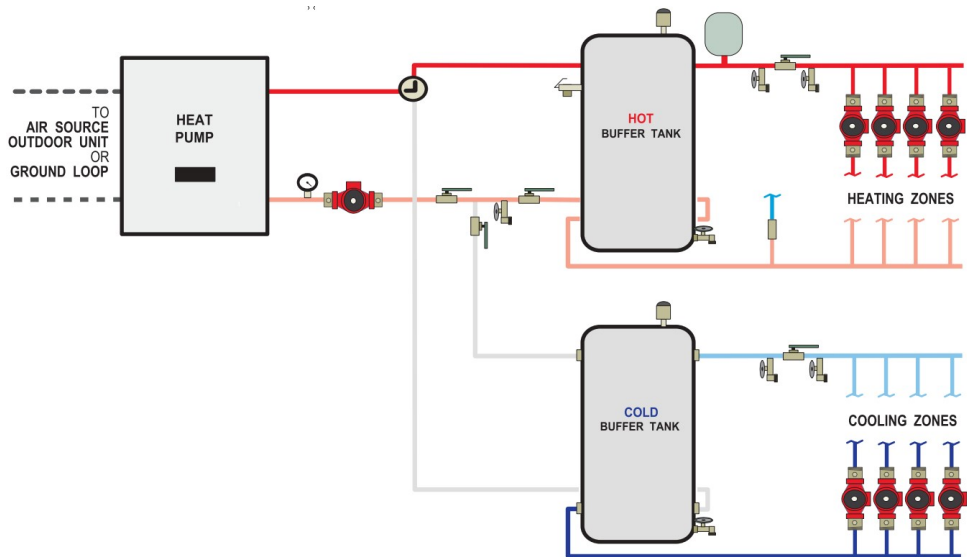 TO
AIR SOURCE
OUTDOOR UNIT
OR
GROUND LOOP
HEAT
PUMP
HOT
BUFFER TANK
HEATING ZONES
COLD
BUFFER TANK
COOLING ZONES